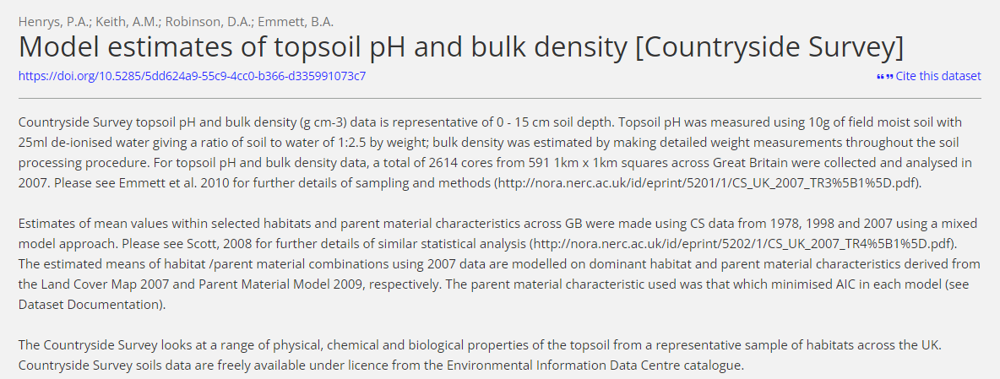 Henrys, P.A.; Keith, A.M.; Robinson, D.A.; Emmett, B.A.
Model estimates of topsoil pH and bulk density [Countryside Survey]
https://doi.org/10.5285/5dd624a9-55c9-4cc0-b366-d335991073c7
Cite this dataset
Countryside Survey topsoil pH and bulk density (g cm-3) data is representative of 0 - 15 cm soil depth. Topsoil pH was measured using 10g of field moist soil with
25ml de-ionised water giving a ratio of soil to water of 1:2.5 by weight; bulk density was estimated by making detailed weight measurements throughout the soil
processing procedure. For topsoil pH and bulk density data, a total of 2614 cores from 591 1km x 1km squares across Great Britain were collected and analysed in
2007. Please see Emmett et al. 2010 for further details of sampling and methods (http://nora.nerc.ac.uk/id/eprint/5201/1/CS_UK_2007_TR3%5B1%5D.pdf).
Estimates of mean values within selected habitats and parent material characteristics across GB were made using CS data from 1978, 1998 and 2007 using a mixed
model approach. Please see Scott, 2008 for further details of similar statistical analysis (http://nora.nerc.ac.uk/id/eprint/5202/1/CS_UK_2007_TR4%5B1%5D.pdf).
The estimated means of habitat /parent material combinations using 2007 data are modelled on dominant habitat and parent material characteristics derived from
the Land Cover Map 2007 and Parent Material Model 2009, respectively. The parent material characteristic used was that which minimised AIC in each model (see
Dataset Documentation).
The Countryside Survey looks at a range of physical, chemical and biological properties of the topsoil from a representative sample of habitats across the UK.
Countryside Survey soils data are freely available under licence from the Environmental Information Data Centre catalogue.